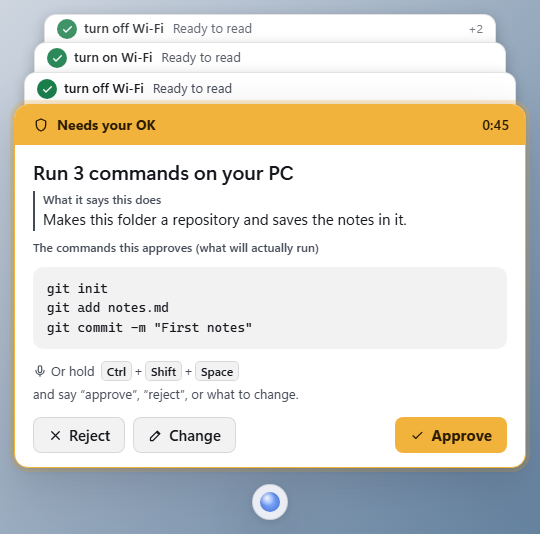 turn off Wi-Fi Ready to read +2
turn on Wi-Fi Ready to read
turn off Wi-Fi Ready to read
Needs your OK 0:45
Run 3 commands on your PC
What it says this does
Makes this folder a repository and saves the notes in it.
The commands this approves (what will actually run)
git init
git add notes.md
git commit -m "First notes"
Or hold Ctrl + Shift + Space
and say “approve”, “reject”, or what to change.
Reject Change Approve